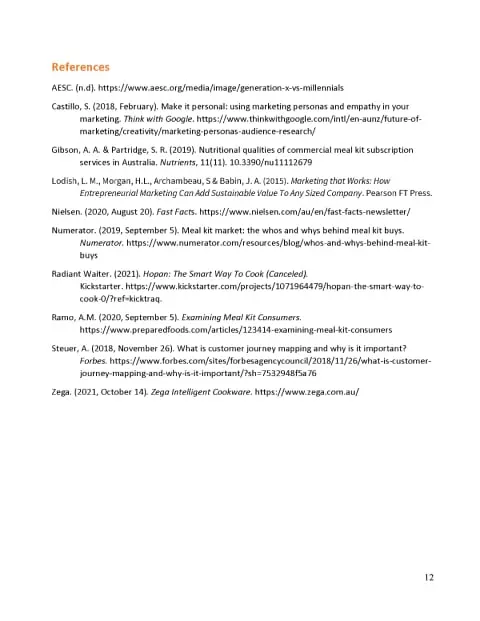 References
AESC. (n.d). https://www.aesc.org/media/image/generation-x-vs-millennials
Castillo, S. (2018, February). Make it personal: using marketing personas and empathy in your
marketing. Think with Google. https://www.thinkwithgoogle.com/intl/en-aunz/future-of-
marketing/creativity/marketing-personas-audience-research/
Gibson, A. A. & Partridge, S. R. (2019). Nutritional qualities of commercial meal kit subscription
services in Australia. Nutrients, 11(11). 10.3390/nu11112679
Lodish, L. M., Morgan, H.L., Archambeau, S & Babin, J. A. (2015). Marketing that Works: How
Entrepreneurial Marketing Can Add Sustainable Value To Any Sized Company. Pearson FT Press.
Nielsen. (2020, August 20). Fast Facts. https://www.nielsen.com/au/en/fast-facts-newsletter/
Numerator. (2019, September 5). Meal kit market: the whos and whys behind meal kit buys.
Numerator. https://www.numerator.com/resources/blog/whos-and-whys-behind-meal-kit-
buys
Radiant Waiter. (2021). Hopan: The Smart Way To Cook (Canceled).
Kickstarter. https://www.kickstarter.com/projects/1071964479/hopan-the-smart-way-to-
cook-0/?ref=kicktraq.
Ramo, A.M. (2020, September 5). Examining Meal Kit Consumers.
https://www.preparedfoods.com/articles/123414-examining-meal-kit-consumers
Steuer, A. (2018, November 26). What is customer journey mapping and why is it important?
Forbes. https://www.forbes.com/sites/forbesagencycouncil/2018/11/26/what-is-customer-
journey-mapping-and-why-is-it-important/?sh=7532948f5a76
Zega. (2021, October 14). Zega Intelligent Cookware. https://www.zega.com.au/
12